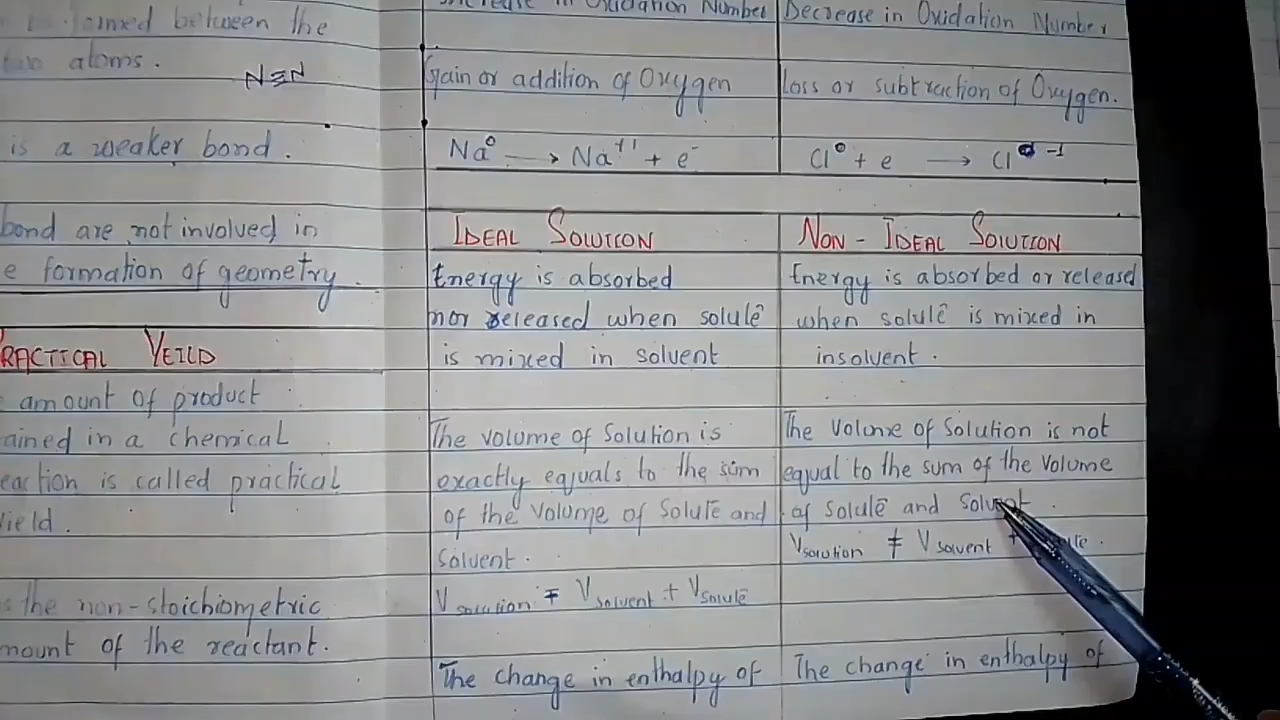 formed between the
two atoms.
N≡N
is a weaker bond.
bond are not involved in
e formation of geometry.
RACTICAL YEILD
amount of product
ained in a chemical
eaction is called practical
ield.
s the non-stoichiometric
mount of the reactant.
Increase in Oxidation Number
Gain or addition of Oxygen
Na⁰ → Na⁺¹ + e⁻
Decrease in Oxidation Number
Loss or subtraction of Oxygen.
Cl⁰ + e → Cl⁻¹
IDEAL SOLUTION
Energy is absorbed
nor released when solute
is mixed in solvent
The volume of Solution is
exactly equals to the sum
of the volume of Solute and
Solvent.
V solution = V solvent + V solute
The change in enthalpy of
NON-IDEAL SOLUTION
Energy is absorbed or released
when solute is mixed in
insolvent.
The volume of Solution is not
equal to the sum of the volume
of solute and Solvent.
V solution ≠ V solvent +
The change in enthalpy of